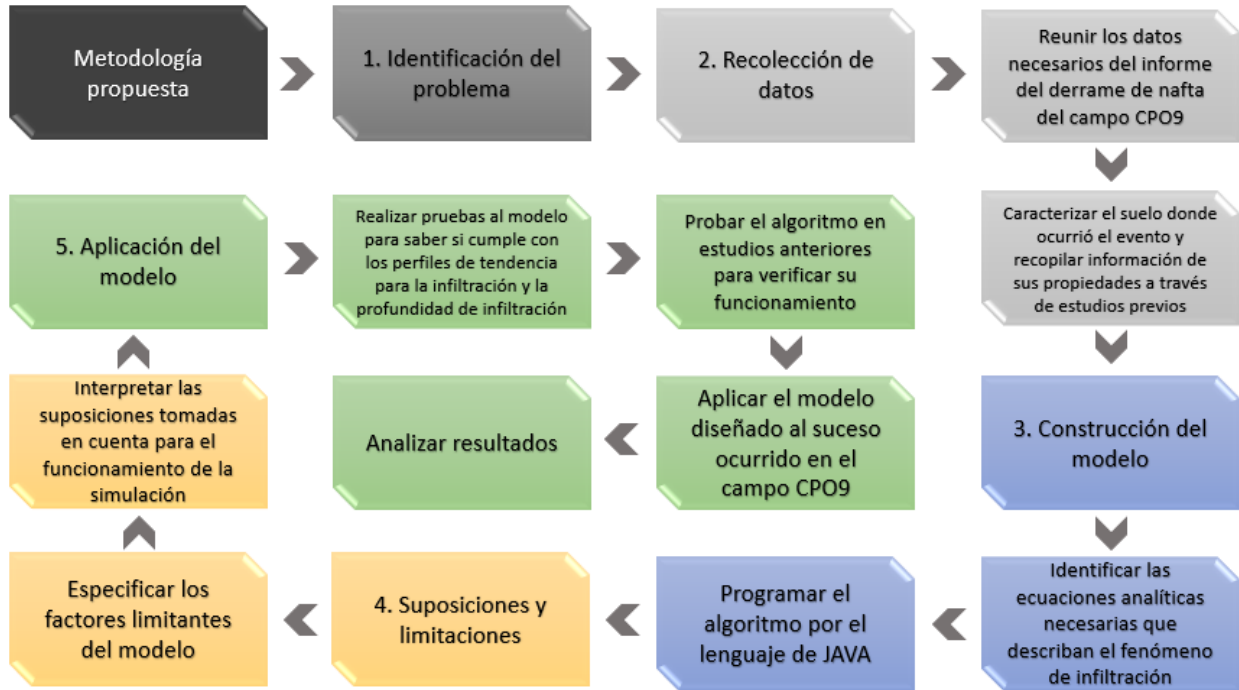 Metodología
propuesta
1. Identificación del
problema
2. Recolección de
datos
Reunir los datos
necesarios del informe
del derrame de nafta
del campo CPO9
Caracterizar el suelo donde
ocurrió el evento y
recopilar información de
sus propiedades a través
de estudios previos
3. Construcción del
modelo
Identificar las
ecuaciones analíticas
necesarias que
describan el fenómeno
de infiltración
Programar el
algoritmo por el
lenguaje de JAVA
4. Suposiciones y
limitaciones
Especificar los
factores limitantes
del modelo
Interpretar las
suposiciones tomadas
en cuenta para el
funcionamiento de la
simulación
5. Aplicación del
modelo
Realizar pruebas al modelo
para saber si cumple con
los perfiles de tendencia
para la infiltración y la
profundidad de infiltración
Probar el algoritmo en
estudios anteriores
para verificar su
funcionamiento
Aplicar el modelo
diseñado al suceso
ocurrido en el
campo CPO9
Analizar resultados